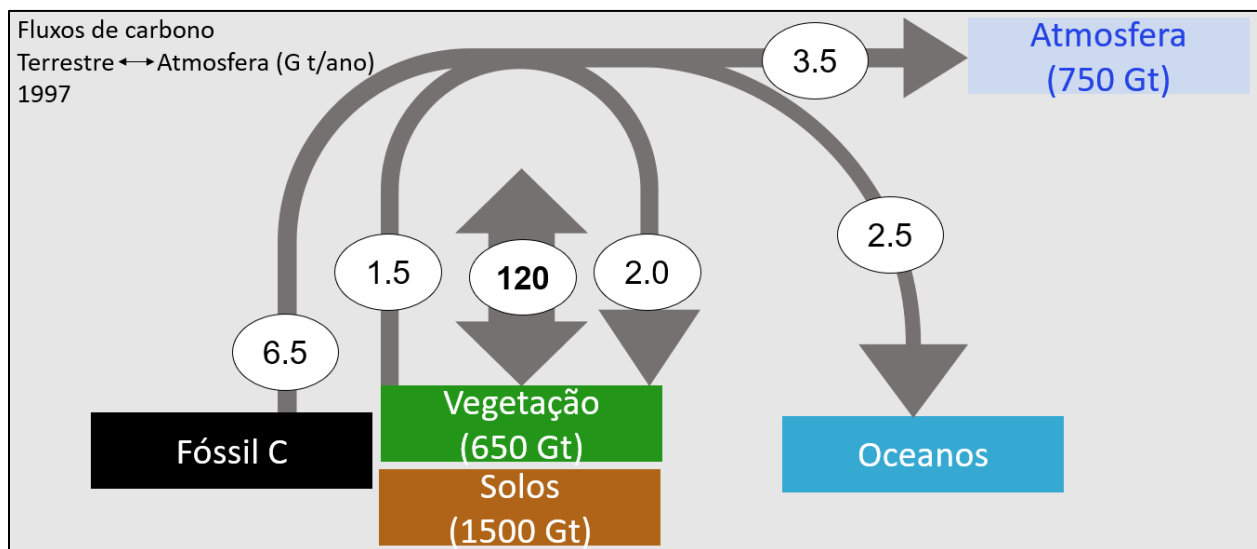 Fluxos de carbono
Terrestre ⟷ Atmosfera (G t/ano)
1997
3.5
Atmosfera
(750 Gt)
2.5
1.5
120
2.0
6.5
Fóssil C
Vegetação
(650 Gt)
Solos
(1500 Gt)
Oceanos